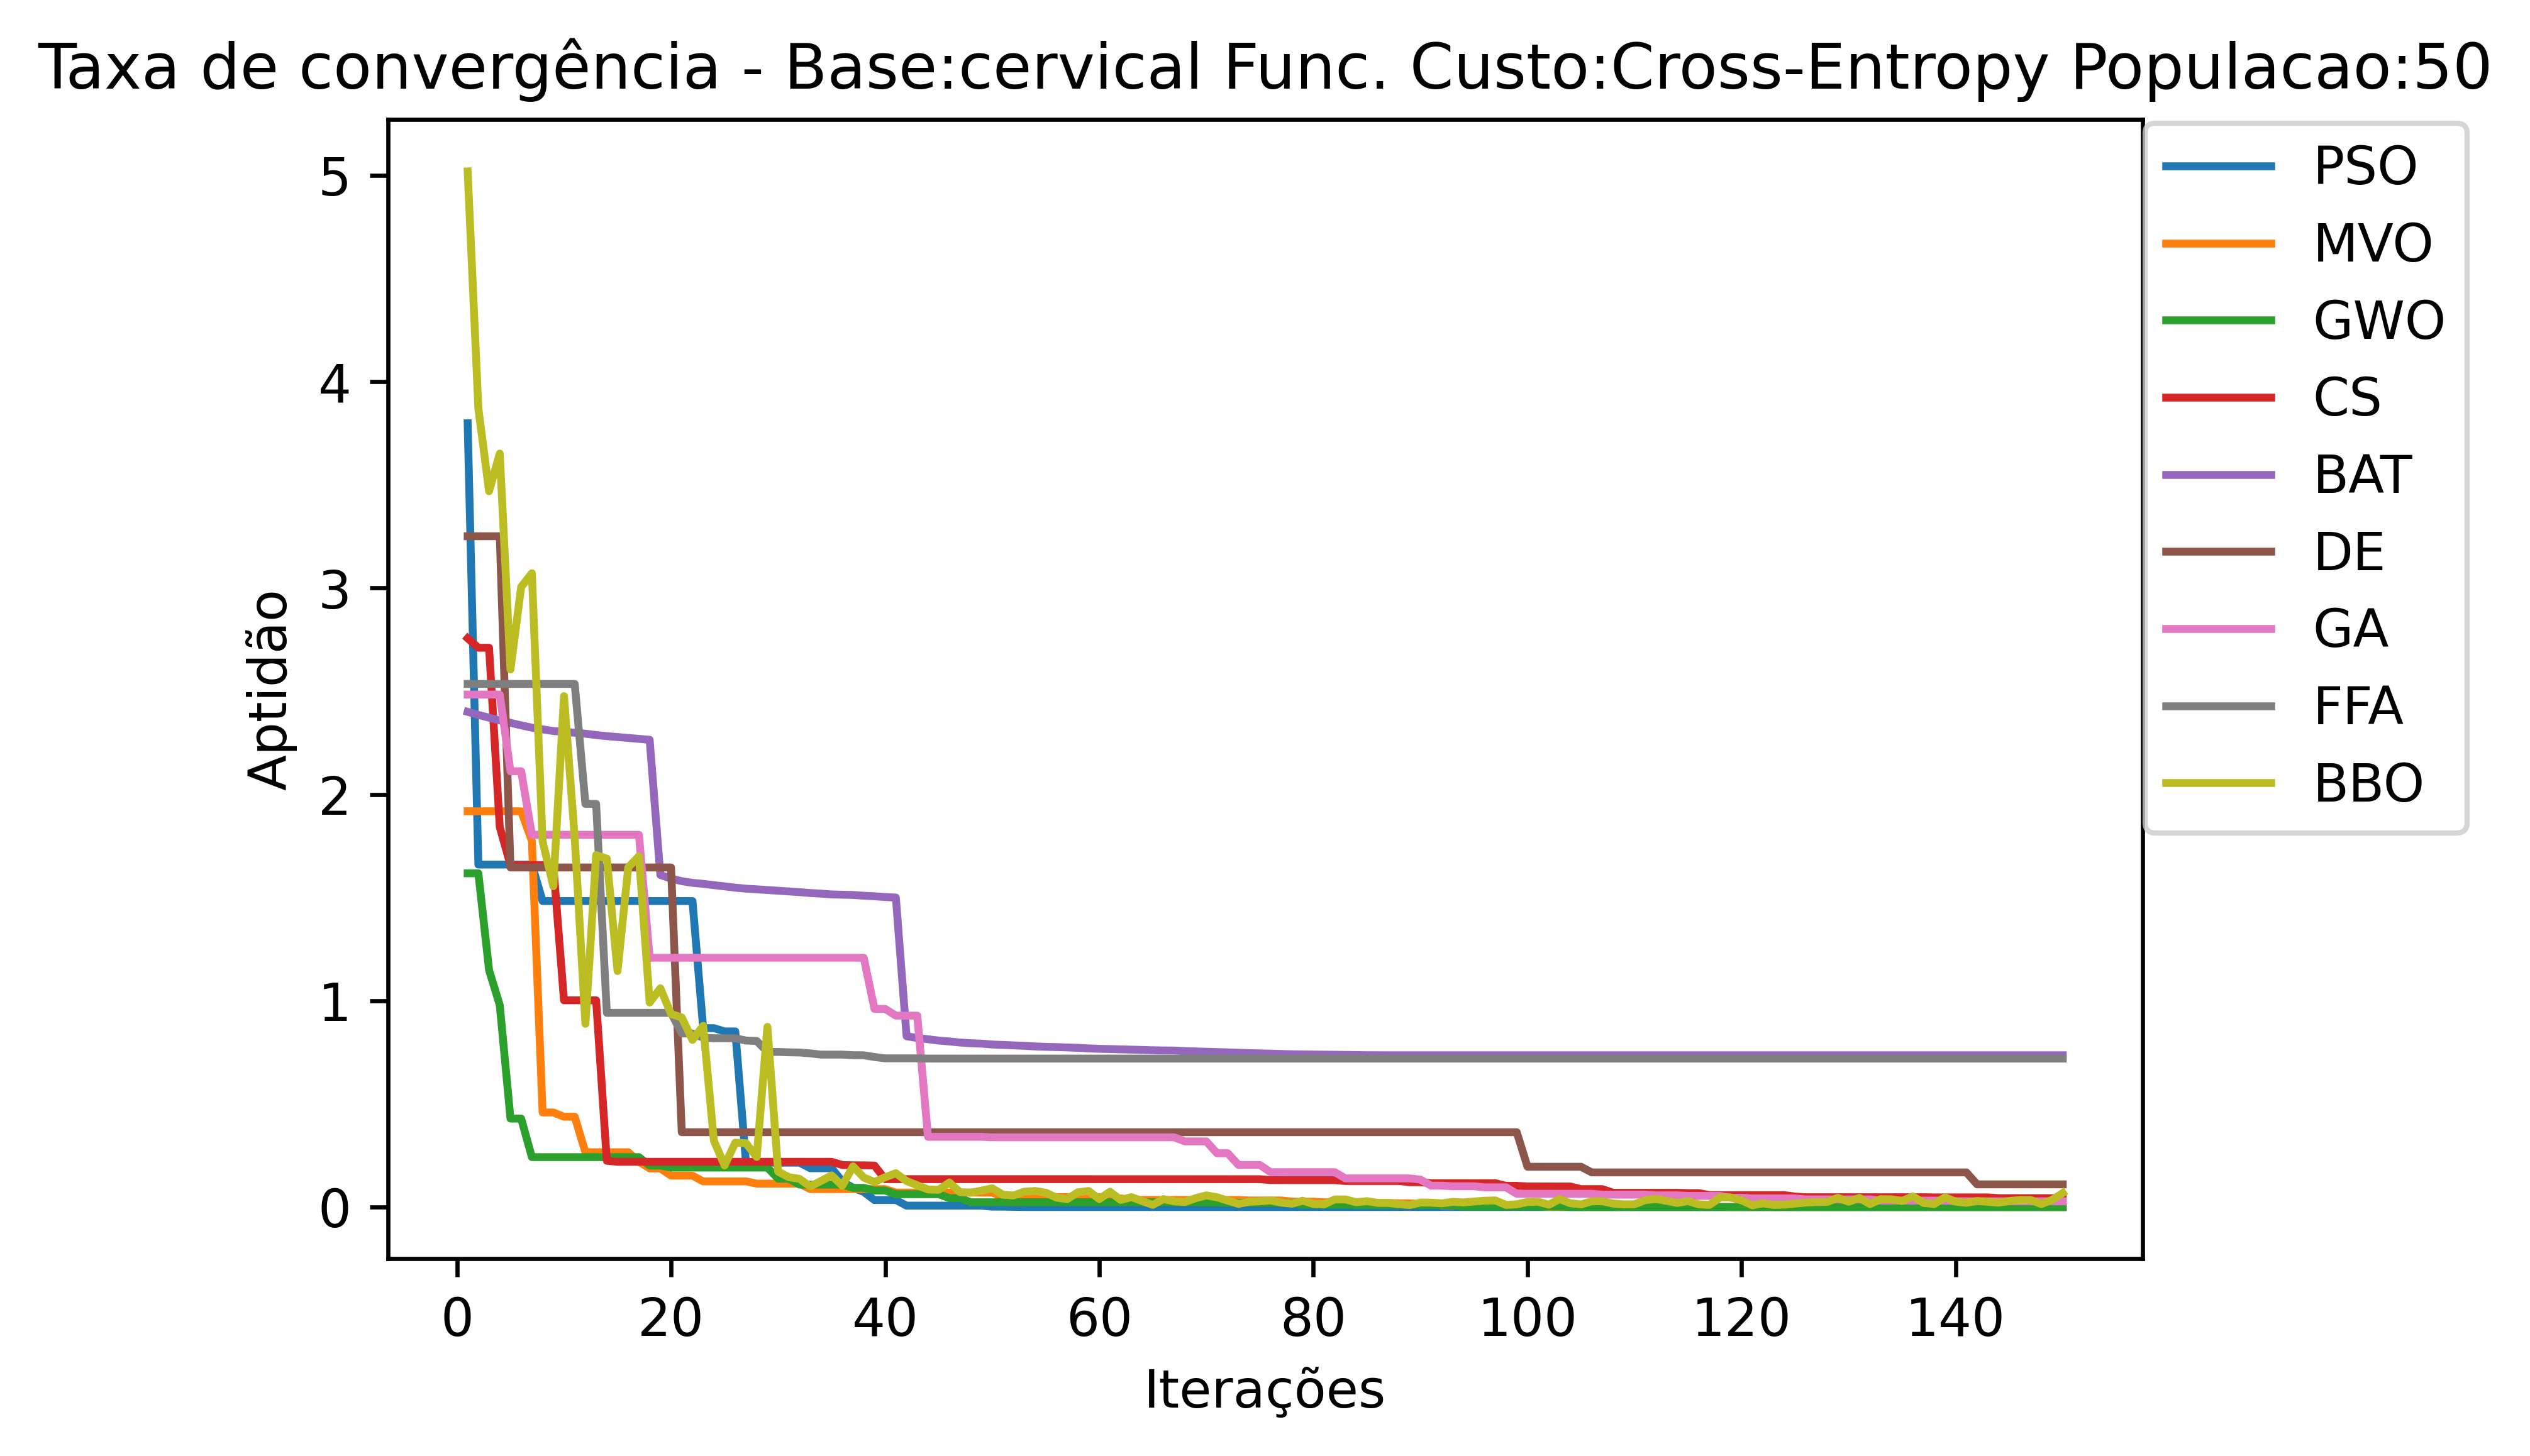 Taxa de convergência - Base:cervical Func. Custo:Cross-Entropy Populacao:50
5
4
3
2
1
0
Aptidão
0 20 40 60 80 100 120 140
Iterações
PSO
MVO
GWO
CS
BAT
DE
GA
FFA
BBO